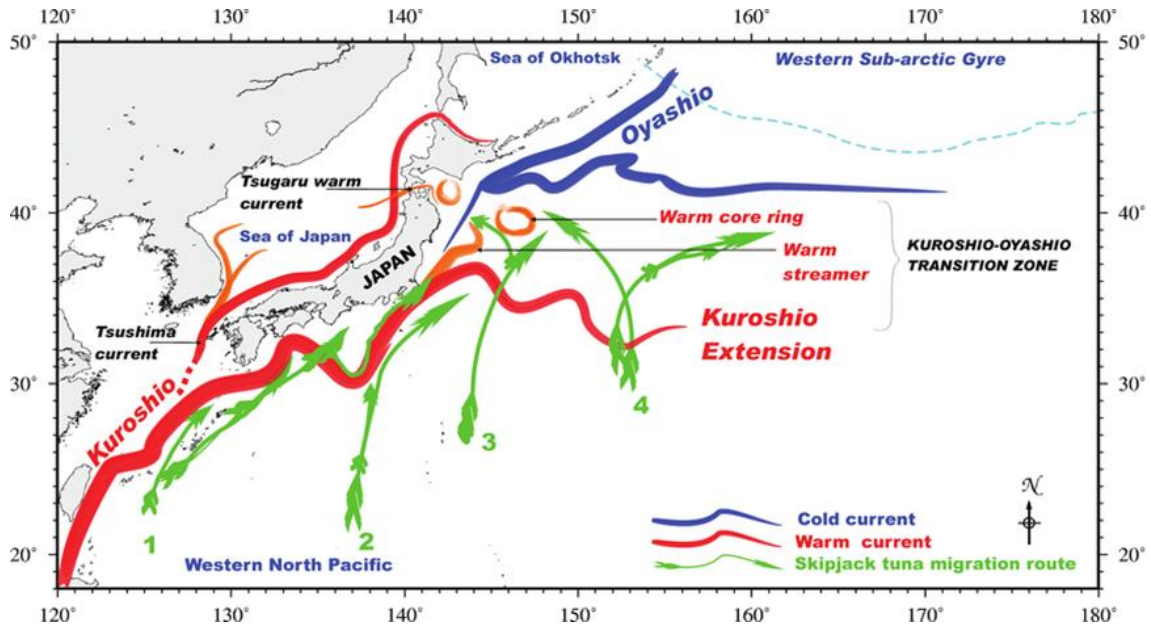 120° 130° 140° 150° 160° 170° 180°
50° 50°
Sea of Okhotsk
Western Sub-arctic Gyre
Oyashio
Tsugaru warm
current
40° 40°
Sea of Japan
JAPAN
Warm core ring
Warm
streamer
KUROSHIO-OYASHIO
TRANSITION ZONE
Tsushima
current
Kuroshio
Extension
30° 30°
Kuroshio
1
2
3
4
N
Cold current
Warm current
Skipjack tuna migration route
20° 20°
Western North Pacific
120° 130° 140° 150° 160° 170° 180°